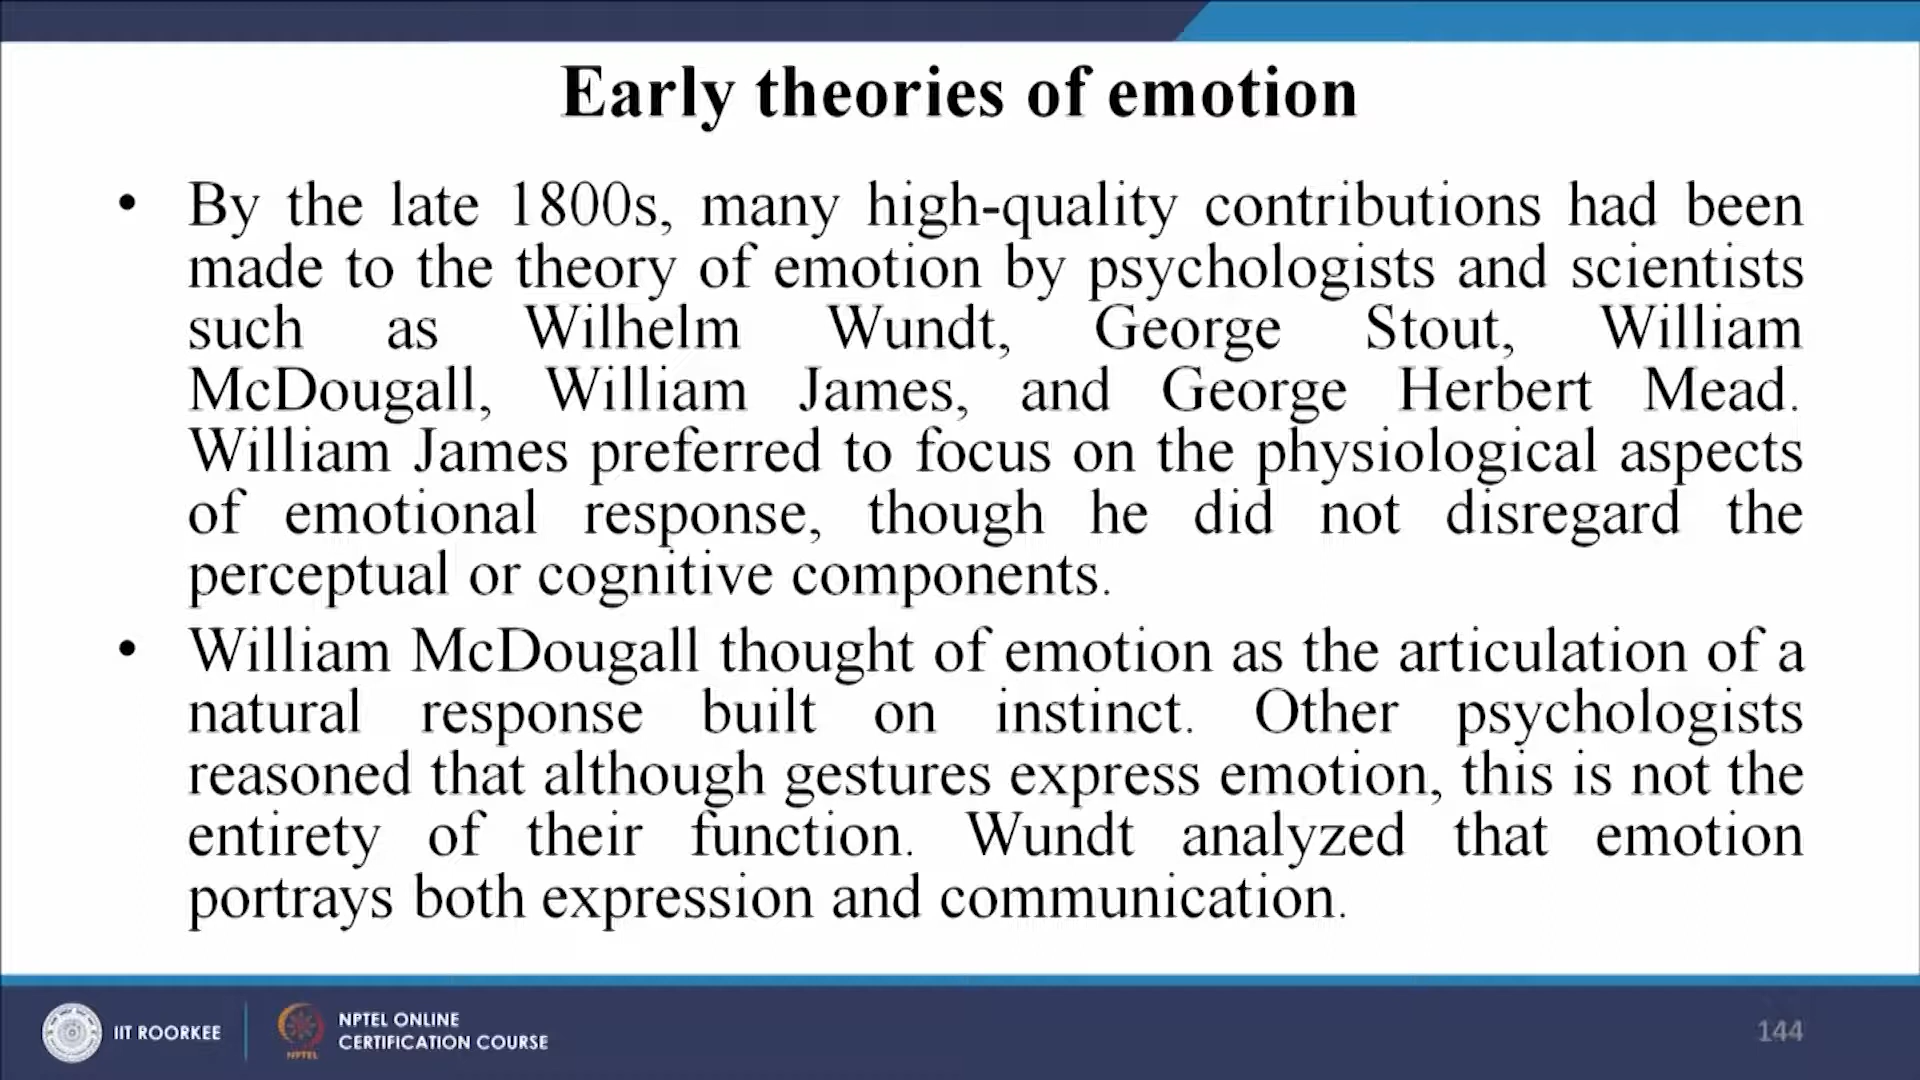 Early theories of emotion
• By the late 1800s, many high-quality contributions had been
made to the theory of emotion by psychologists and scientists
such as Wilhelm Wundt, George Stout, William
McDougall, William James, and George Herbert Mead.
William James preferred to focus on the physiological aspects
of emotional response, though he did not disregard the
perceptual or cognitive components.
• William McDougall thought of emotion as the articulation of a
natural response built on instinct. Other psychologists
reasoned that although gestures express emotion, this is not the
entirety of their function. Wundt analyzed that emotion
portrays both expression and communication.
IIT ROORKEE
NPTEL
NPTEL ONLINE
CERTIFICATION COURSE
144